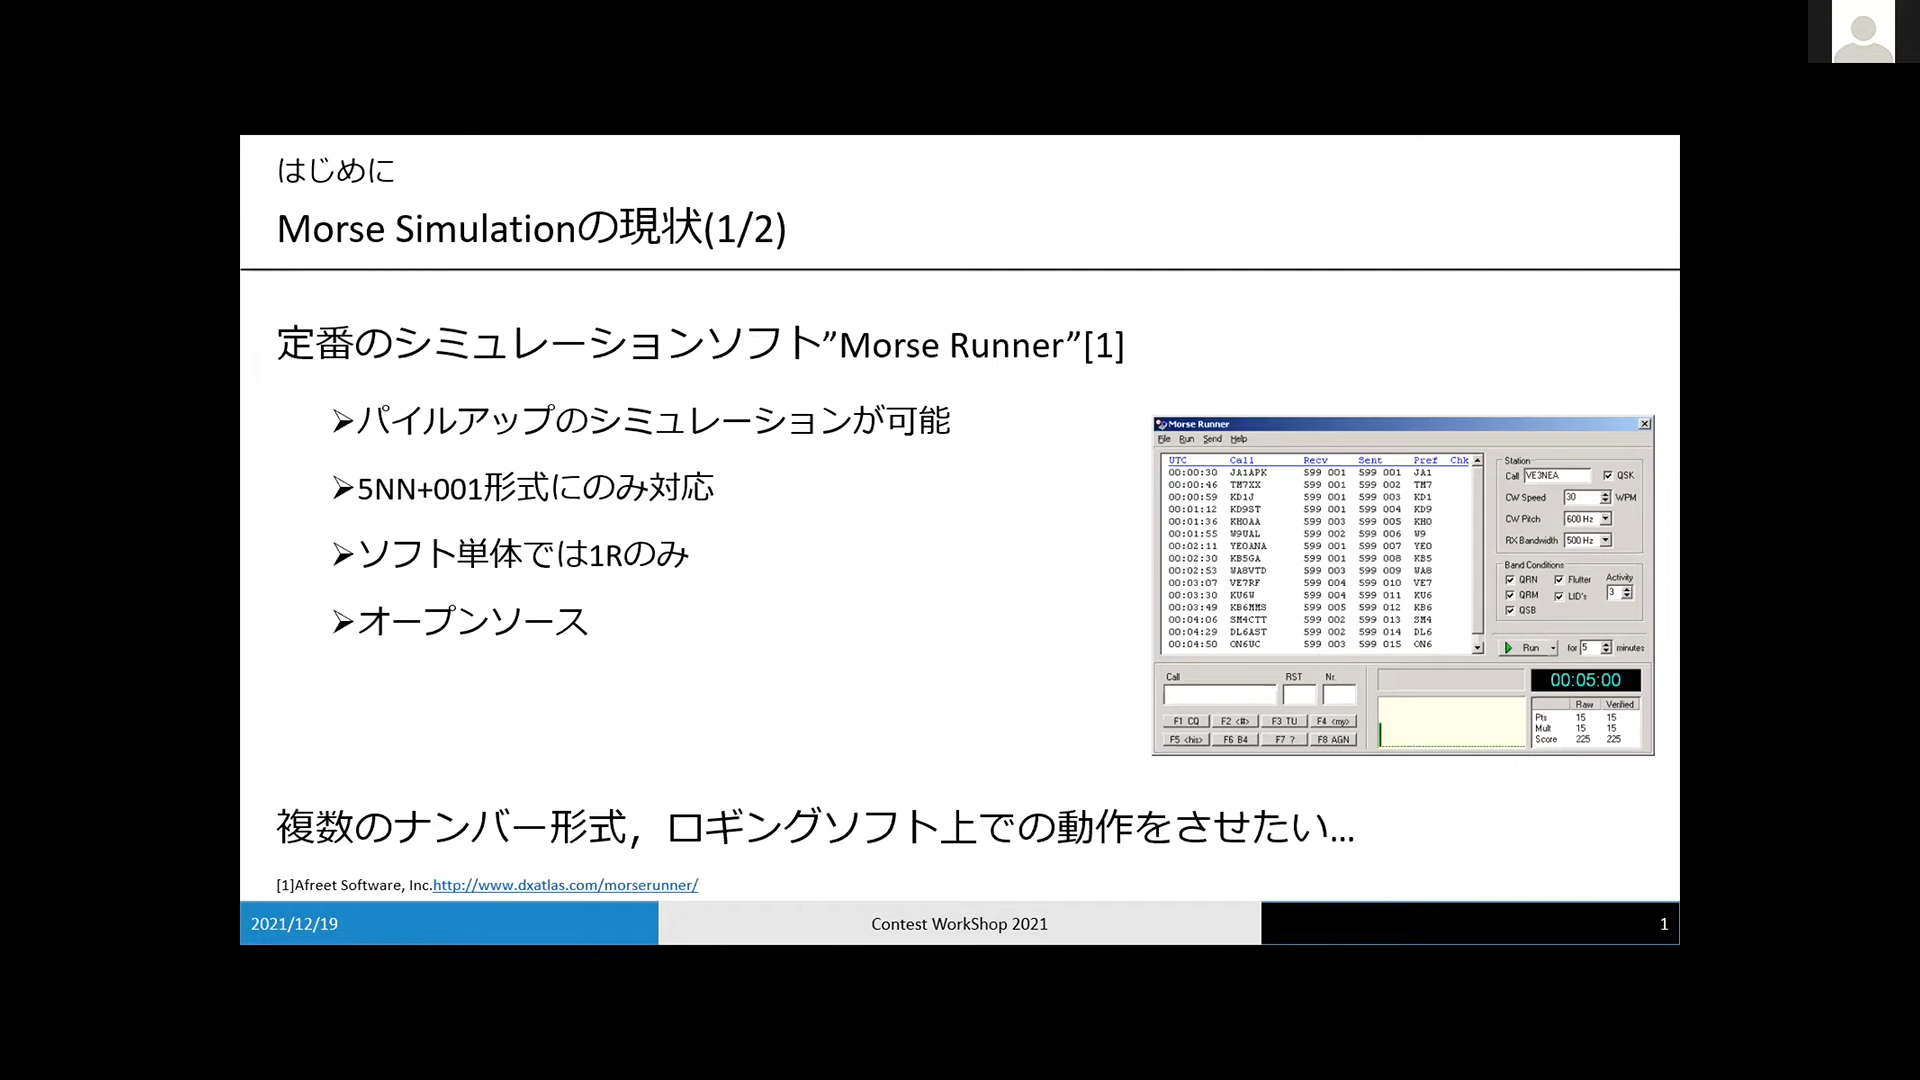 はじめに
Morse Simulationの現状(1/2)
定番のシミュレーションソフト”Morse Runner”[1]
➢パイルアップのシミュレーションが可能
➢5NN+001形式にのみ対応
➢ソフト単体では1Rのみ
➢オープンソース
Morse Runner
File Run Send Help
UTC Call Recv Sent Pref Chk
00:00:30 JA1APK 599 001 599 001 JA1
00:00:46 TM7XX 599 001 599 002 TM7
00:00:59 KD1J 599 001 599 003 KD1
00:01:12 KD9ST 599 001 599 004 KD9
00:01:36 KH0AA 599 003 599 005 KH0
00:01:55 W9UAL 599 002 599 006 W9
00:02:11 YE0ANA 599 001 599 007 YE0
00:02:30 KB5GA 599 001 599 008 KB5
00:02:53 WA8VTD 599 003 599 009 WA8
00:03:07 VE7RF 599 004 599 010 VE7
00:03:30 KU6W 599 004 599 011 KU6
00:03:49 KB6MMS 599 005 599 012 KB6
00:04:06 SM4CTT 599 002 599 013 SM4
00:04:29 DL6AST 599 002 599 014 DL6
00:04:50 ON6UC 599 003 599 015 ON6
Station
Call VE3NEA QSK
CW Speed 30 WPM
CW Pitch 600 Hz
RX Bandwidth 500 Hz
Band Conditions
QRN Flutter Activity
QRM LID's 3
QSB
Run for 5 minutes
Call RST Nr.
F1 CQ F2 <#> F3 TU F4 <my>
F5 <his> F6 B4 F7 ? F8 AGN
00:05:00
Raw Verified
Pts 15 15
Mult 15 15
Score 225 225
複数のナンバー形式，ロギングソフト上での動作をさせたい…
[1]Afreet Software, Inc.http://www.dxatlas.com/morserunner/
2021/12/19
Contest WorkShop 2021
1